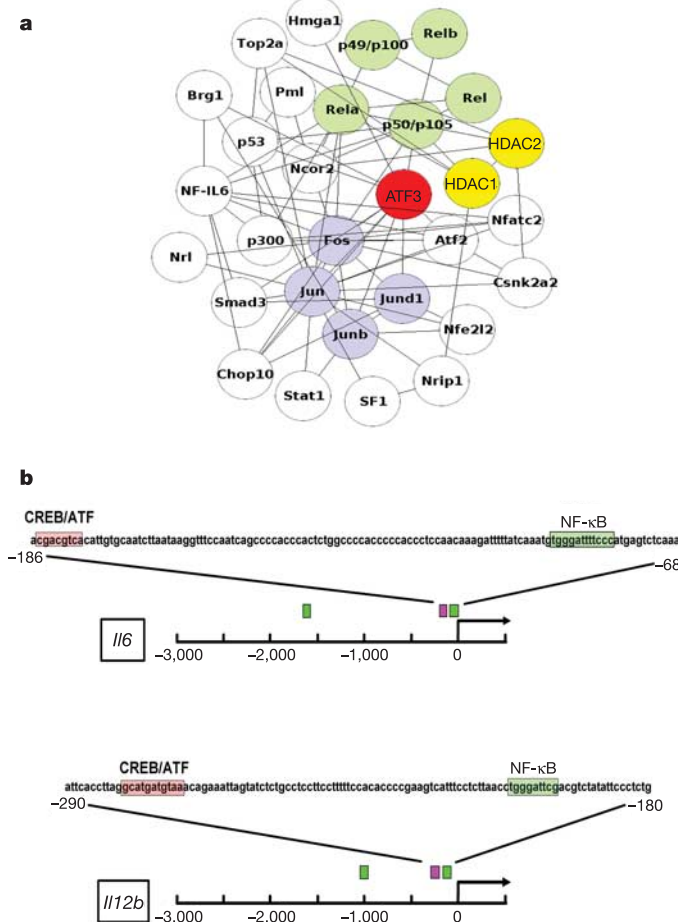 a
Hmga1
Relb
Top2a
p49/p100
Brg1
Pml
Rel
Rela
p50/p105
p53
HDAC2
Ncor2
HDAC1
NF-IL6
ATF3
Nfatc2
p300
Fos
Atf2
Nrl
Csnk2a2
Jun
Smad3
Jund1
Nfe2l2
Junb
Chop10
Nrip1
Stat1
SF1
b
CREB/ATF
NF-κB
acgacgtcacattgtgcaatcttaataaggtttccaatcagccccacccactctggccccacccccaccctccaacaaagatttttatcaaatgtgggattttcccatgagtctcaaa
–186
–68
Il6
–3,000 –2,000 –1,000 0
CREB/ATF
NF-κB
attcaccttaggcatgatgtaaacagaaattagtatctctgcctccttcctttttccacaccccgaagtcatttcctcttaacctgggattcgacgtctatattccctctg
–290
–180
Il12b
–3,000 –2,000 –1,000 0